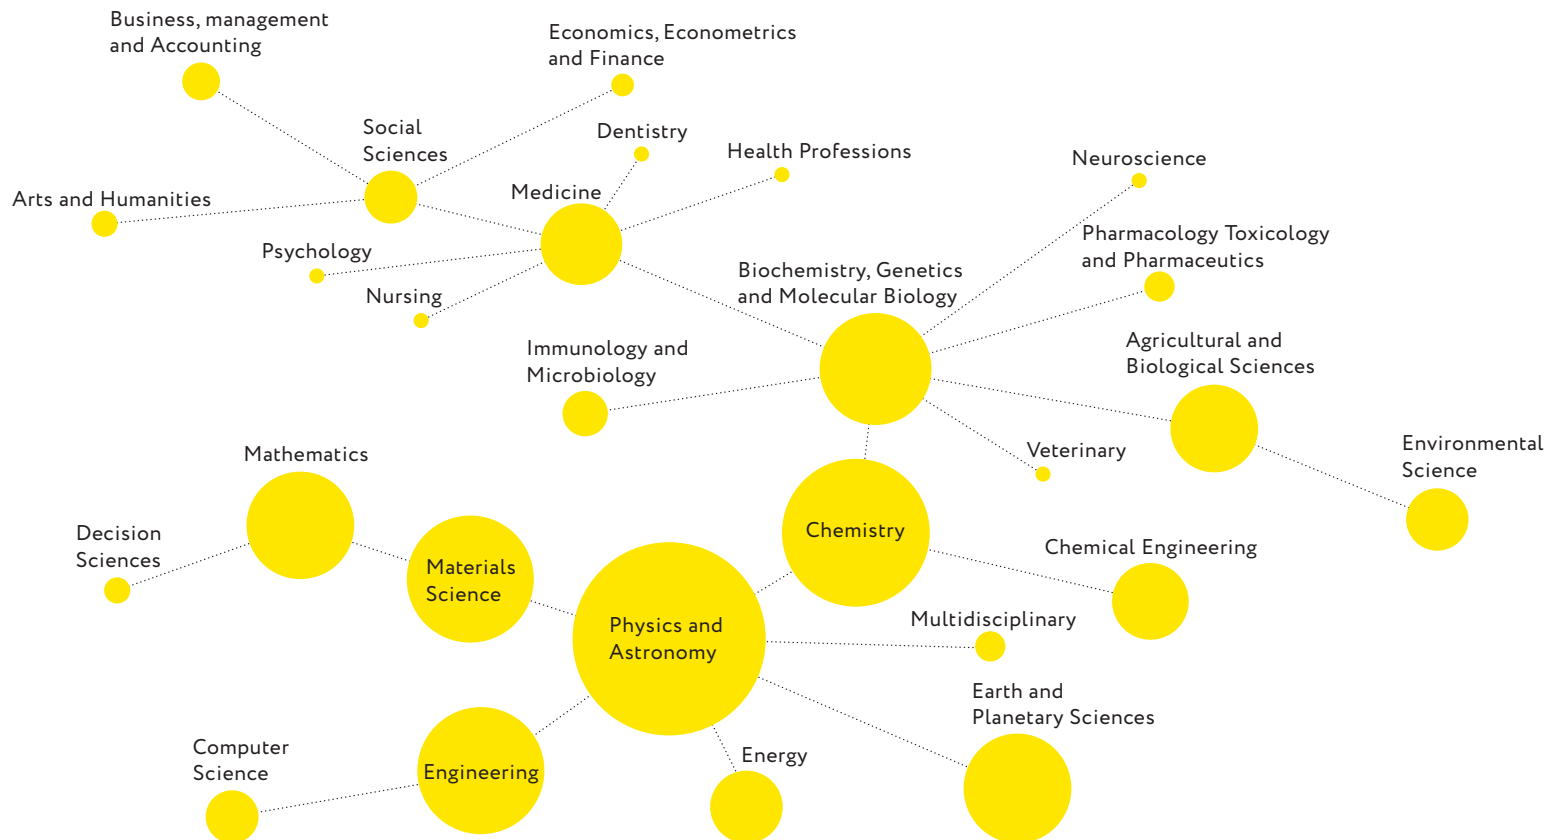 Business, management
and Accounting
Economics, Econometrics
and Finance
Social
Sciences
Dentistry
Health Professions
Neuroscience
Arts and Humanities
Medicine
Psychology
Nursing
Pharmacology Toxicology
and Pharmaceutics
Biochemistry, Genetics
and Molecular Biology
Immunology and
Microbiology
Agricultural and
Biological Sciences
Mathematics
Veterinary
Environmental
Science
Decision
Sciences
Materials
Science
Chemistry
Chemical Engineering
Physics and
Astronomy
Multidisciplinary
Earth and
Planetary Sciences
Computer
Science
Engineering
Energy